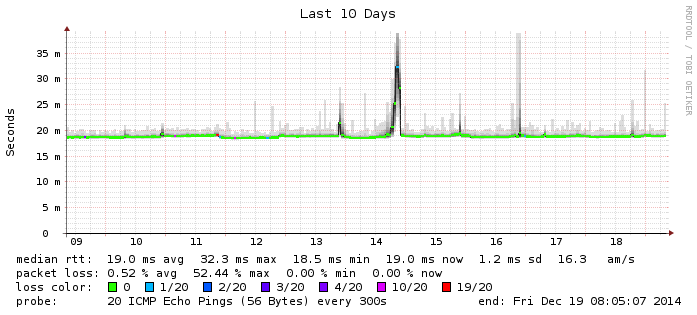 Last 10 Days
RRDTOOL / TOBI OETIKER
Seconds
35 m
30 m
25 m
20 m
15 m
10 m
5 m
0
09 10 11 12 13 14 15 16 17 18
median rtt: 19.0 ms avg 32.3 ms max 18.5 ms min 19.0 ms now 1.2 ms sd 16.3 am/s
packet loss: 0.52 % avg 52.44 % max 0.00 % min 0.00 % now
loss color: 0 1/20 2/20 3/20 4/20 10/20 19/20
probe: 20 ICMP Echo Pings (56 Bytes) every 300s end: Fri Dec 19 08:05:07 2014